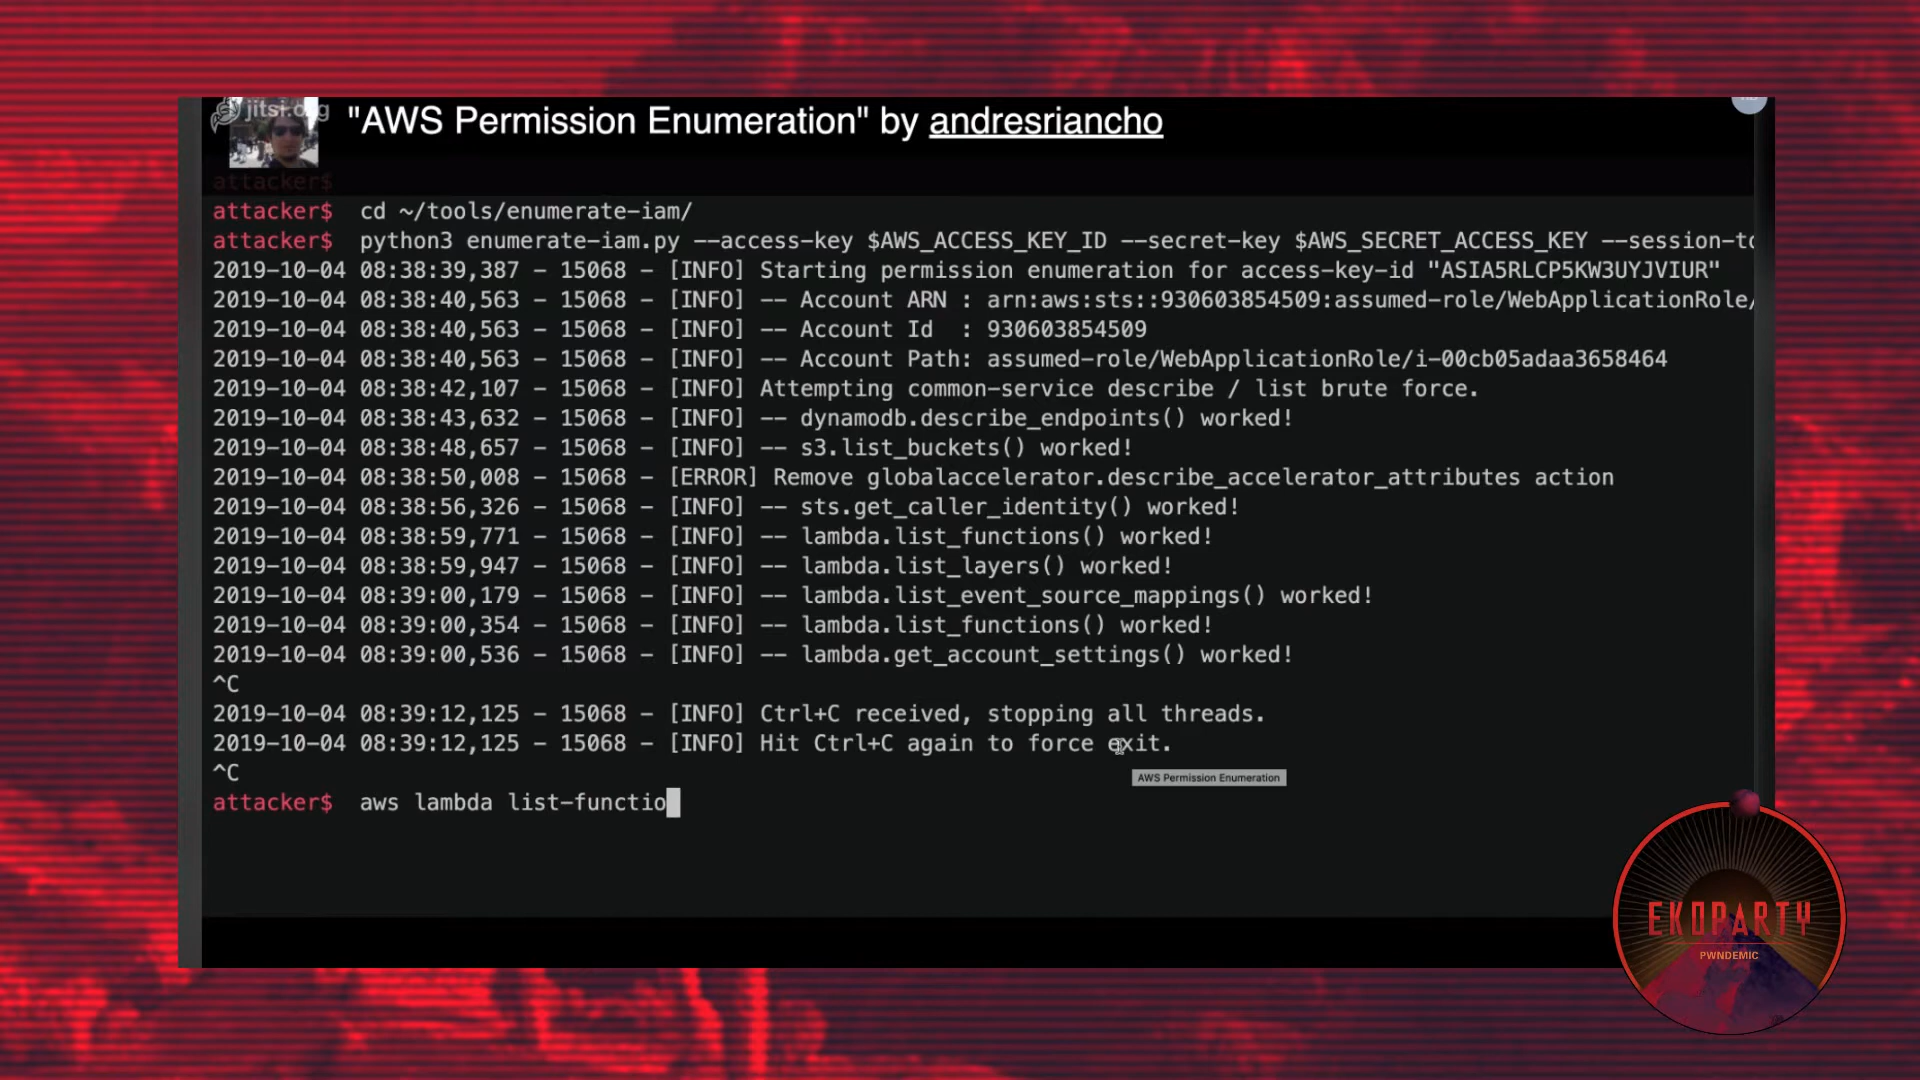 jitsi.org
"AWS Permission Enumeration" by andresriancho
attacker$
attacker$ cd ~/tools/enumerate-iam/
attacker$ python3 enumerate-iam.py --access-key $AWS_ACCESS_KEY_ID --secret-key $AWS_SECRET_ACCESS_KEY --session-to
2019-10-04 08:38:39,387 - 15068 - [INFO] Starting permission enumeration for access-key-id "ASIA5RLCP5KW3UYJVIUR"
2019-10-04 08:38:40,563 - 15068 - [INFO] -- Account ARN : arn:aws:sts::930603854509:assumed-role/WebApplicationRole/
2019-10-04 08:38:40,563 - 15068 - [INFO] -- Account Id  : 930603854509
2019-10-04 08:38:40,563 - 15068 - [INFO] -- Account Path: assumed-role/WebApplicationRole/i-00cb05adaa3658464
2019-10-04 08:38:42,107 - 15068 - [INFO] Attempting common-service describe / list brute force.
2019-10-04 08:38:43,632 - 15068 - [INFO] -- dynamodb.describe_endpoints() worked!
2019-10-04 08:38:48,657 - 15068 - [INFO] -- s3.list_buckets() worked!
2019-10-04 08:38:50,008 - 15068 - [ERROR] Remove globalaccelerator.describe_accelerator_attributes action
2019-10-04 08:38:56,326 - 15068 - [INFO] -- sts.get_caller_identity() worked!
2019-10-04 08:38:59,771 - 15068 - [INFO] -- lambda.list_functions() worked!
2019-10-04 08:38:59,947 - 15068 - [INFO] -- lambda.list_layers() worked!
2019-10-04 08:39:00,179 - 15068 - [INFO] -- lambda.list_event_source_mappings() worked!
2019-10-04 08:39:00,354 - 15068 - [INFO] -- lambda.list_functions() worked!
2019-10-04 08:39:00,536 - 15068 - [INFO] -- lambda.get_account_settings() worked!
^C
2019-10-04 08:39:12,125 - 15068 - [INFO] Ctrl+C received, stopping all threads.
2019-10-04 08:39:12,125 - 15068 - [INFO] Hit Ctrl+C again to force exit.
^C
AWS Permission Enumeration
attacker$ aws lambda list-functio
EKOPARTY
PWNDEMIC